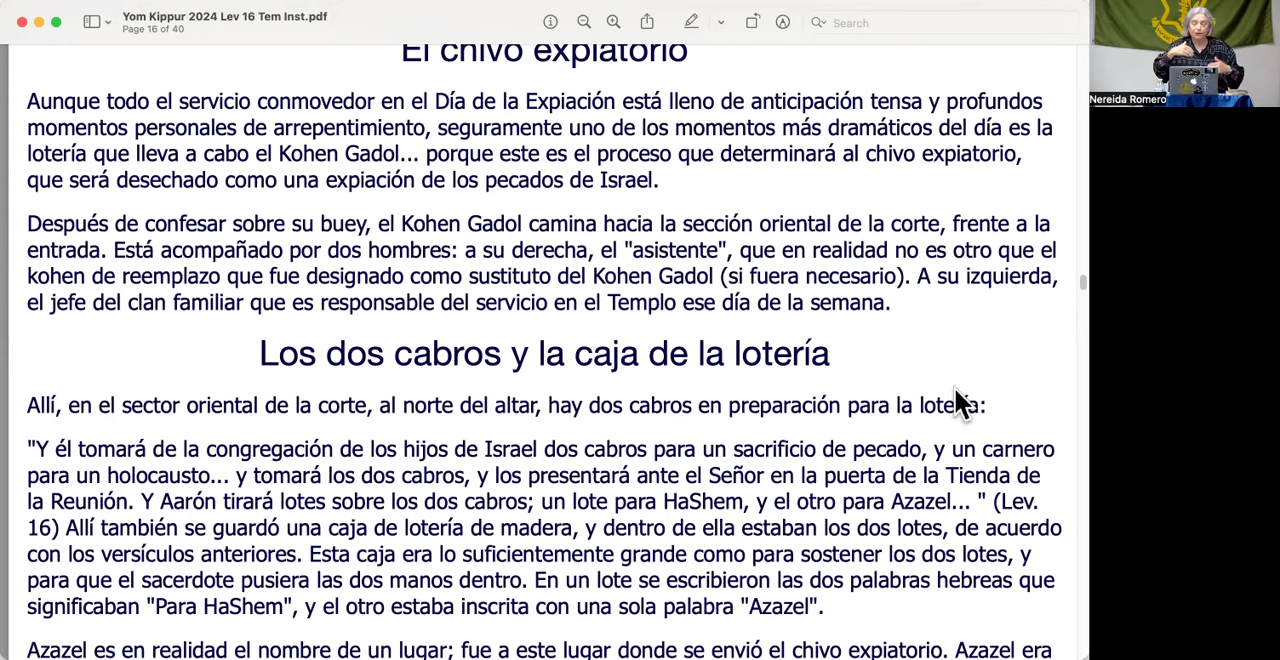 Yom Kippur 2024 Lev 16 Tem Inst.pdf
Page 16 of 40
Search
Nereida Romero
El chivo expiatorio
Aunque todo el servicio conmovedor en el Día de la Expiación está lleno de anticipación tensa y profundos
momentos personales de arrepentimiento, seguramente uno de los momentos más dramáticos del día es la
lotería que lleva a cabo el Kohen Gadol... porque este es el proceso que determinará al chivo expiatorio,
que será desechado como una expiación de los pecados de Israel.
Después de confesar sobre su buey, el Kohen Gadol camina hacia la sección oriental de la corte, frente a la
entrada. Está acompañado por dos hombres: a su derecha, el "asistente", que en realidad no es otro que el
kohen de reemplazo que fue designado como sustituto del Kohen Gadol (si fuera necesario). A su izquierda,
el jefe del clan familiar que es responsable del servicio en el Templo ese día de la semana.
Los dos cabros y la caja de la lotería
Allí, en el sector oriental de la corte, al norte del altar, hay dos cabros en preparación para la lotería:
"Y él tomará de la congregación de los hijos de Israel dos cabros para un sacrificio de pecado, y un carnero
para un holocausto... y tomará los dos cabros, y los presentará ante el Señor en la puerta de la Tienda de
la Reunión. Y Aarón tirará lotes sobre los dos cabros; un lote para HaShem, y el otro para Azazel... " (Lev.
16) Allí también se guardó una caja de lotería de madera, y dentro de ella estaban los dos lotes, de acuerdo
con los versículos anteriores. Esta caja era lo suficientemente grande como para sostener los dos lotes, y
para que el sacerdote pusiera las dos manos dentro. En un lote se escribieron las dos palabras hebreas que
significaban "Para HaShem", y el otro estaba inscrita con una sola palabra "Azazel".
Azazel es en realidad el nombre de un lugar; fue a este lugar donde se envió el chivo expiatorio. Azazel era